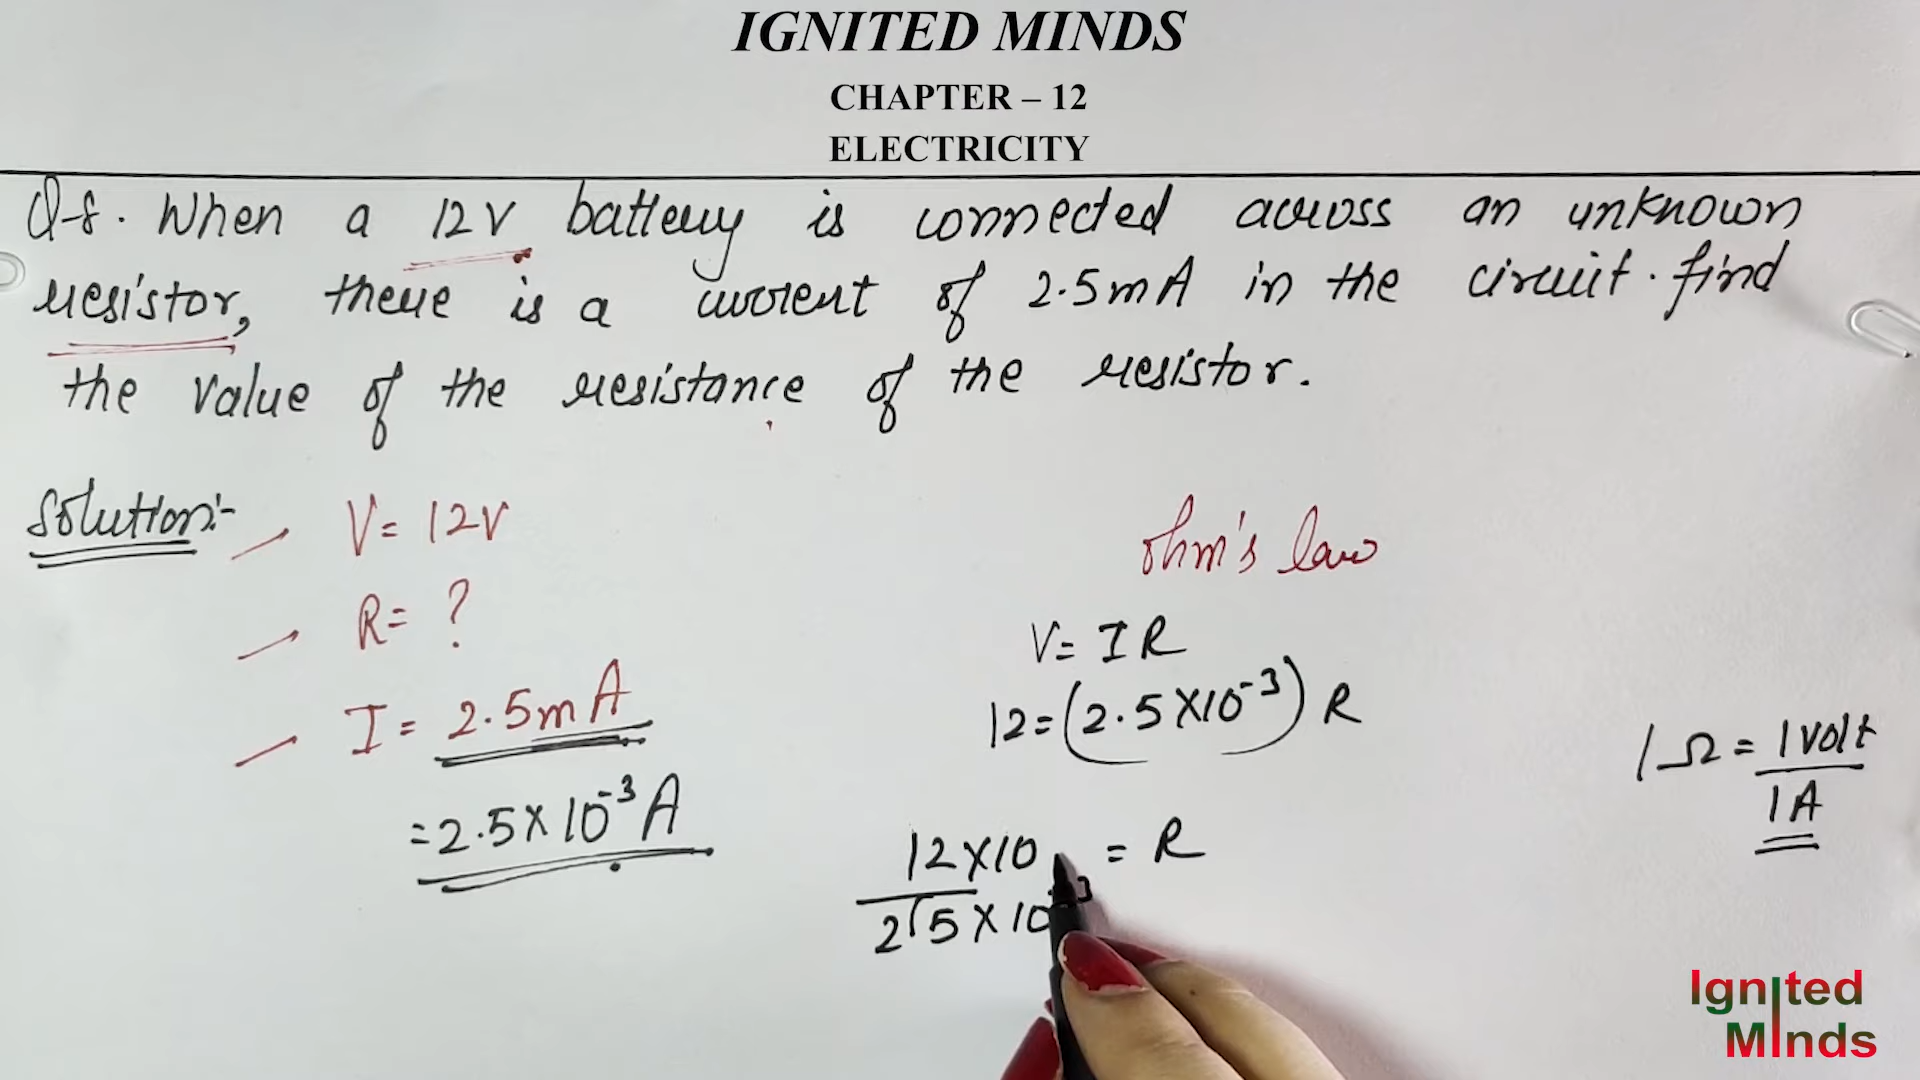 IGNITED MINDS
CHAPTER – 12
ELECTRICITY
Q-8. When a 12V battery is connected across an unknown
resistor, there is a current of 2.5mA in the circuit. find
the value of the resistance of the resistor.
Solution:-
V= 12V
R= ?
I = 2.5mA
=2.5×10⁻³ A
ohm's law
V= IR
12=(2.5×10⁻³) R
12×10 = R
2 5×10⁻³
1Ω = 1volt
1A
Ignited
Minds